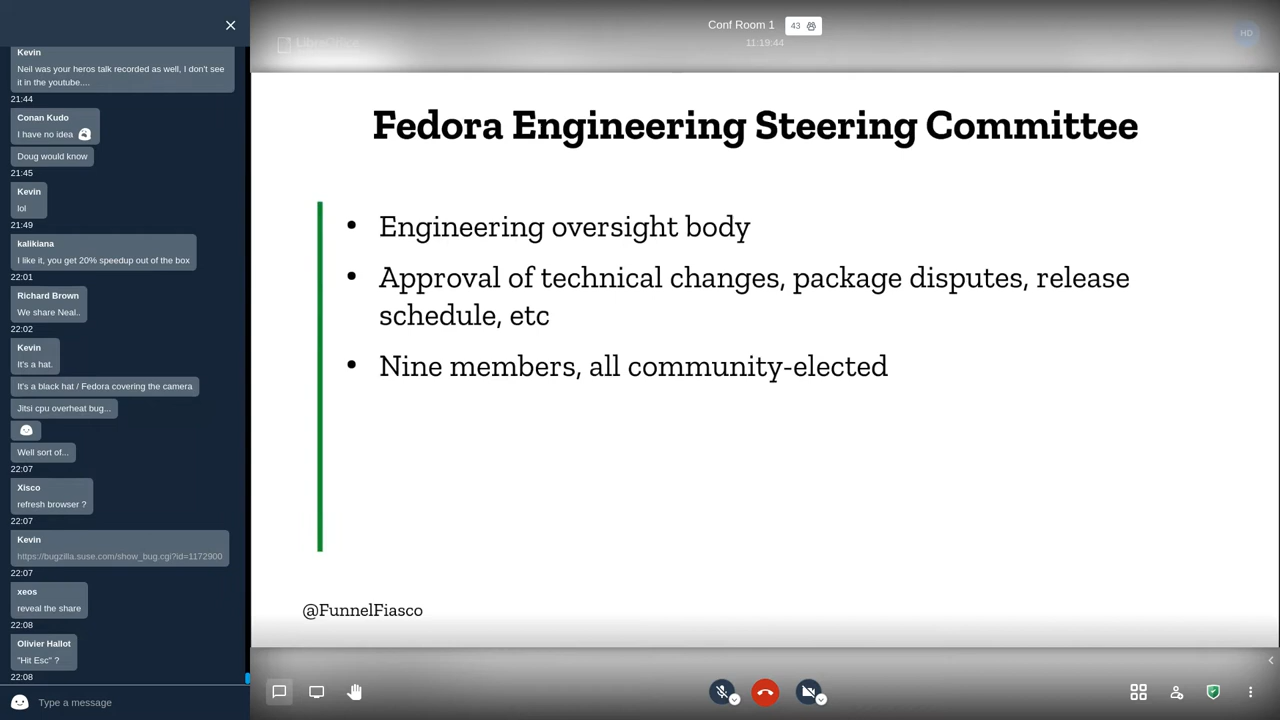 Kevin
Neil was your heros talk recorded as well, I don't see
it in the youtube....
21:44
Conan Kudo
I have no idea
Doug would know
21:45
Kevin
lol
21:49
kalikiana
I like it, you get 20% speedup out of the box
22:01
Richard Brown
We share Neal..
22:02
Kevin
It's a hat.
It's a black hat / Fedora covering the camera
Jitsi cpu overheat bug...
Well sort of...
22:07
Xisco
refresh browser ?
22:07
Kevin
https://bugzilla.suse.com/show_bug.cgi?id=1172900
22:07
xeos
reveal the share
22:08
Olivier Hallot
"Hit Esc" ?
22:08
Type a message
Conf Room 1
43
11:19:44
LibreOffice
HD
Fedora Engineering Steering Committee
• Engineering oversight body
• Approval of technical changes, package disputes, release
schedule, etc
• Nine members, all community-elected
@FunnelFiasco